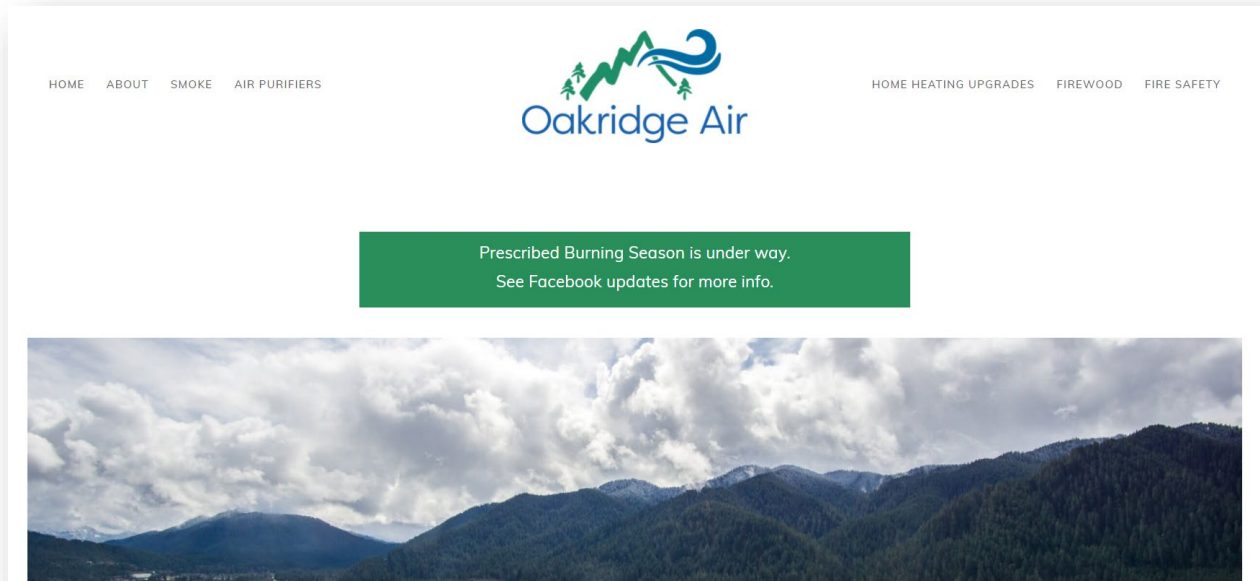 HOME ABOUT SMOKE AIR PURIFIERS
Oakridge Air
HOME HEATING UPGRADES FIREWOOD FIRE SAFETY
Prescribed Burning Season is under way.
See Facebook updates for more info.